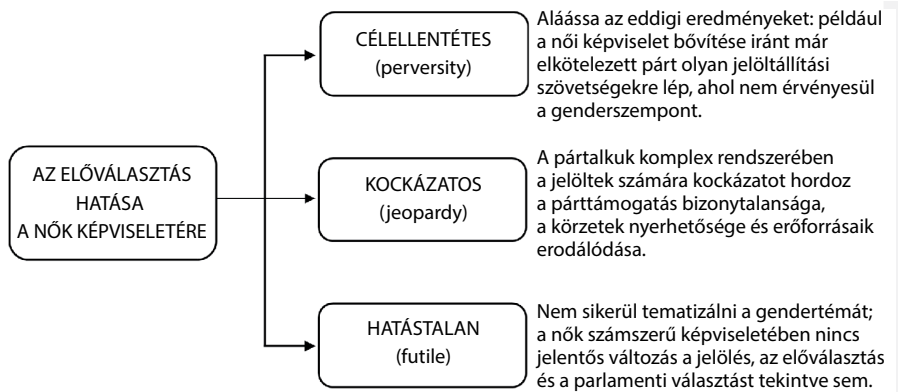 AZ ELŐVÁLASZTÁS
HATÁSA
A NŐK KÉPVISELETÉRE
CÉLELLENTÉTES
(perversity)
Aláássa az eddigi eredményeket: például
a női képviselet bővítése iránt már
elkötelezett párt olyan jelöltállítási
szövetségekre lép, ahol nem érvényesül
a genderszempont.
KOCKÁZATOS
(jeopardy)
A pártalkuk komplex rendszerében
a jelöltek számára kockázatot hordoz
a párttámogatás bizonytalansága,
a körzetek nyerhetősége és erőforrásaik
erodálódása.
HATÁSTALAN
(futile)
Nem sikerül tematizálni a gendertémát;
a nők számszerű képviseletében nincs
jelentős változás a jelölés, az előválasztás
és a parlamenti választást tekintve sem.